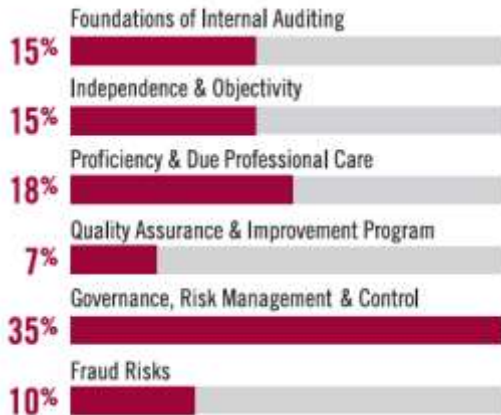 Foundations of Internal Auditing
15%
Independence & Objectivity
15%
Proficiency & Due Professional Care
18%
Quality Assurance & Improvement Program
7%
Governance, Risk Management & Control
35%
Fraud Risks
10%